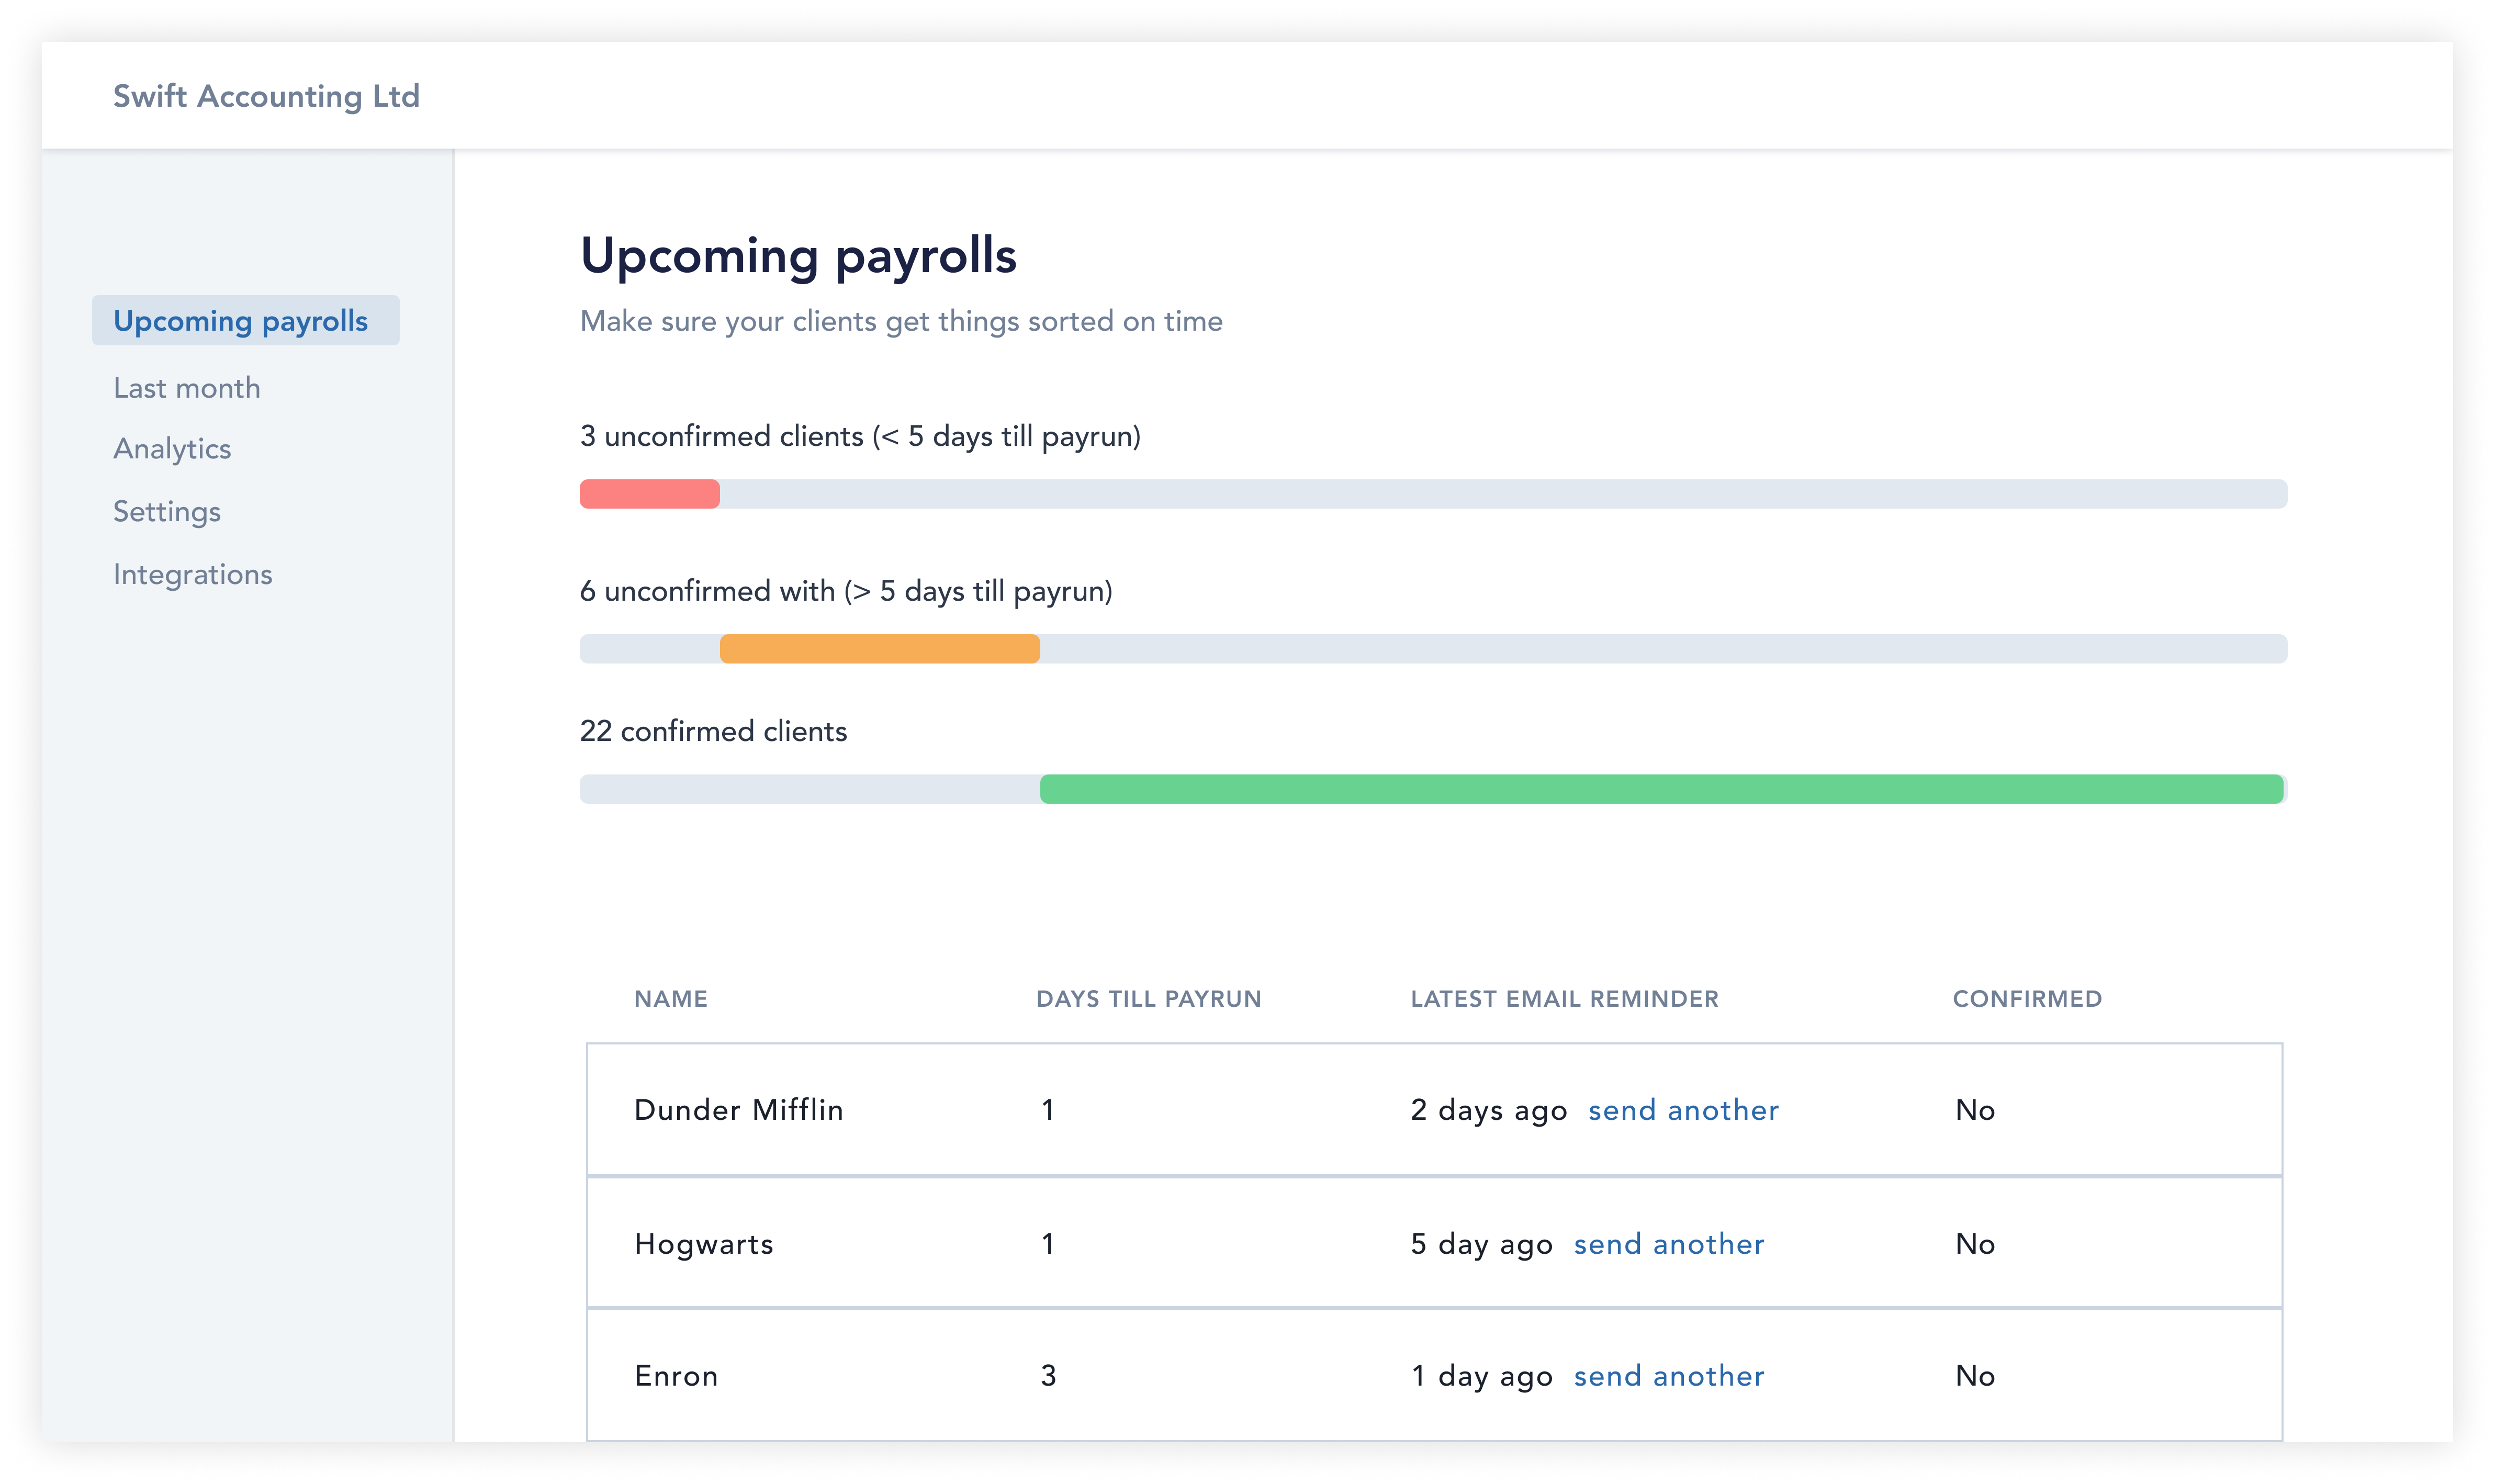 Swift Accounting Ltd
Upcoming payrolls
Last month
Analytics
Settings
Integrations
Upcoming payrolls
Make sure your clients get things sorted on time
3 unconfirmed clients (< 5 days till payrun)
6 unconfirmed with (> 5 days till payrun)
22 confirmed clients
NAME DAYS TILL PAYRUN LATEST EMAIL REMINDER CONFIRMED
Dunder Mifflin 1 2 days ago send another No
Hogwarts 1 5 day ago send another No
Enron 3 1 day ago send another No